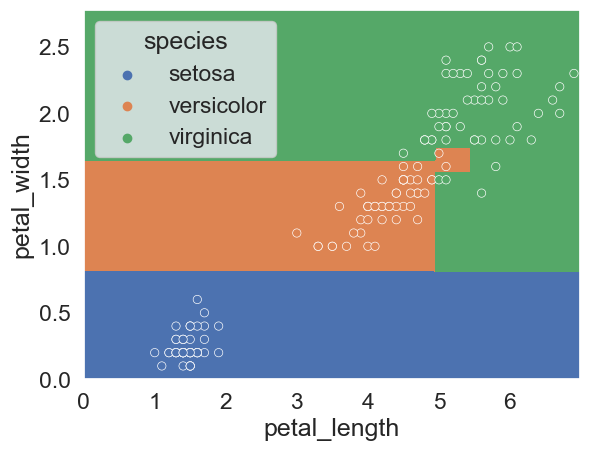 species
setosa
versicolor
virginica
petal_width
2.5
2.0
1.5
1.0
0.5
0.0
0 1 2 3 4 5 6
petal_length